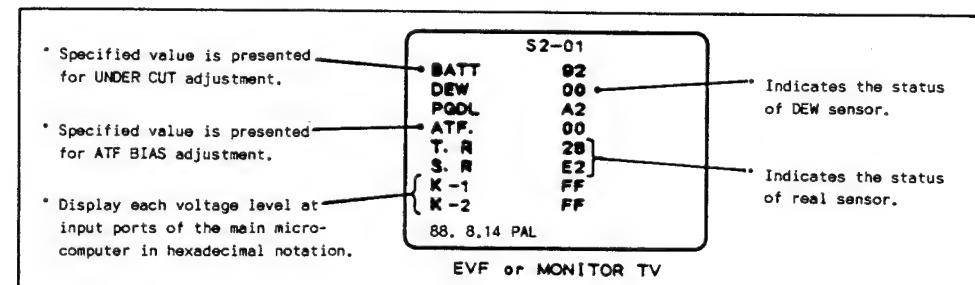 * Specified value is presented
for UNDER CUT adjustment.
* Specified value is presented
for ATF BIAS adjustment.
* Display each voltage level at
input ports of the main micro-
computer in hexadecimal notation.
S2-01
BATT 92
DEW 00
PGDL A2
ATF. 00
T. R 28
S. R E2
K-1 FF
K-2 FF
88. 8.14 PAL
* Indicates the status
of DEW sensor.
* Indicates the status
of real sensor.
EVF or MONITOR TV